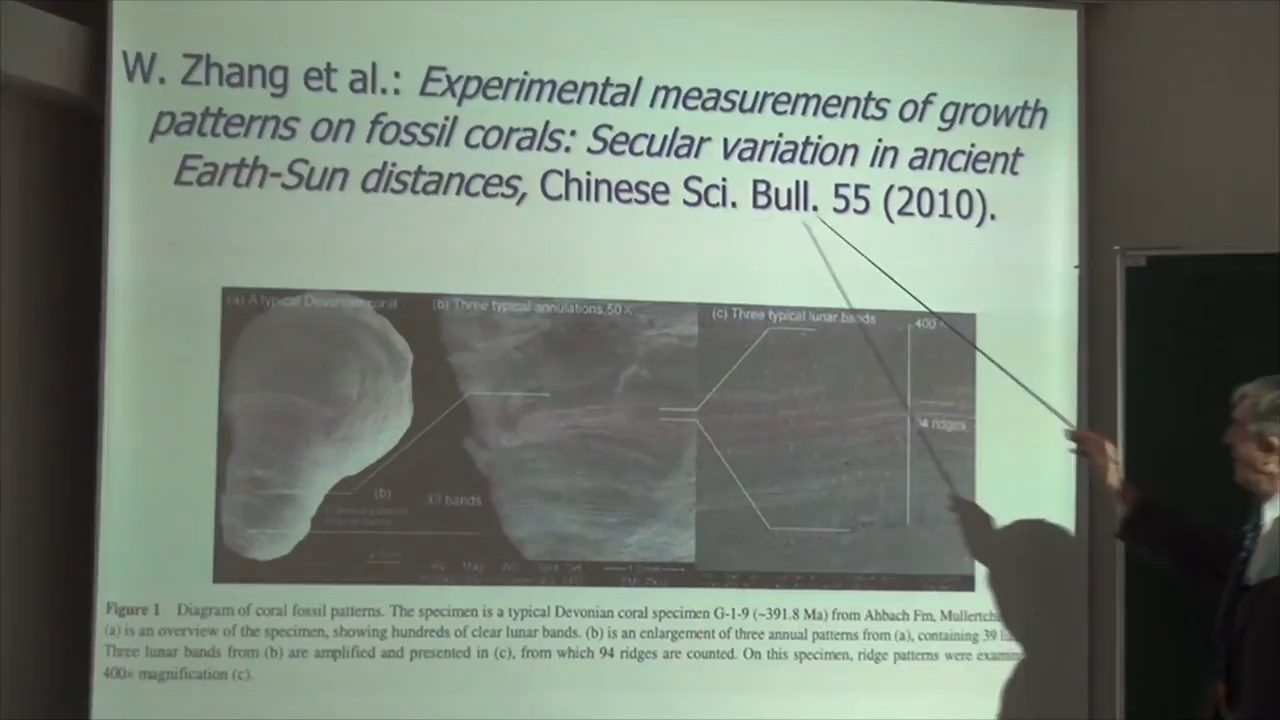 W. Zhang et al.: Experimental measurements of growth
patterns on fossil corals: Secular variation in ancient
Earth-Sun distances, Chinese Sci. Bull. 55 (2010).
(a) A typical Devonian coral
(b) Three typical annulations 50×
(c) Three typical lunar bands
400
ridges
(b)
bands
Figure 1 Diagram of coral fossil patterns. The specimen is a typical Devonian coral specimen G-1-9 (~391.8 Ma) from Ahbach Fm,
(a) is an overview of the specimen, showing hundreds of clear lunar bands. (b) is an enlargement of three annual patterns from (a), containing 39
Three lunar bands from (b) are amplified and presented in (c), from which 94 ridges are counted. On this specimen, ridge patterns were
400× magnification (c).